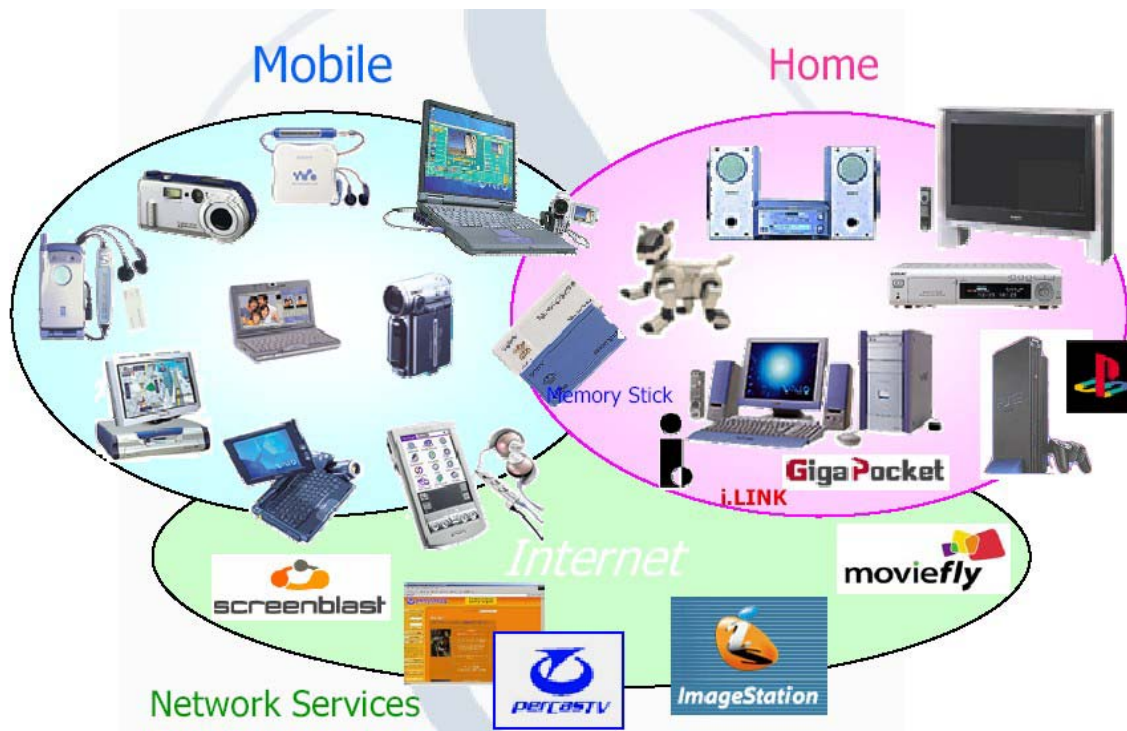 Mobile
Home
Memory Stick
i.LINK
GigaPocket
Internet
screenblast
moviefly
percasTV
ImageStation
Network Services